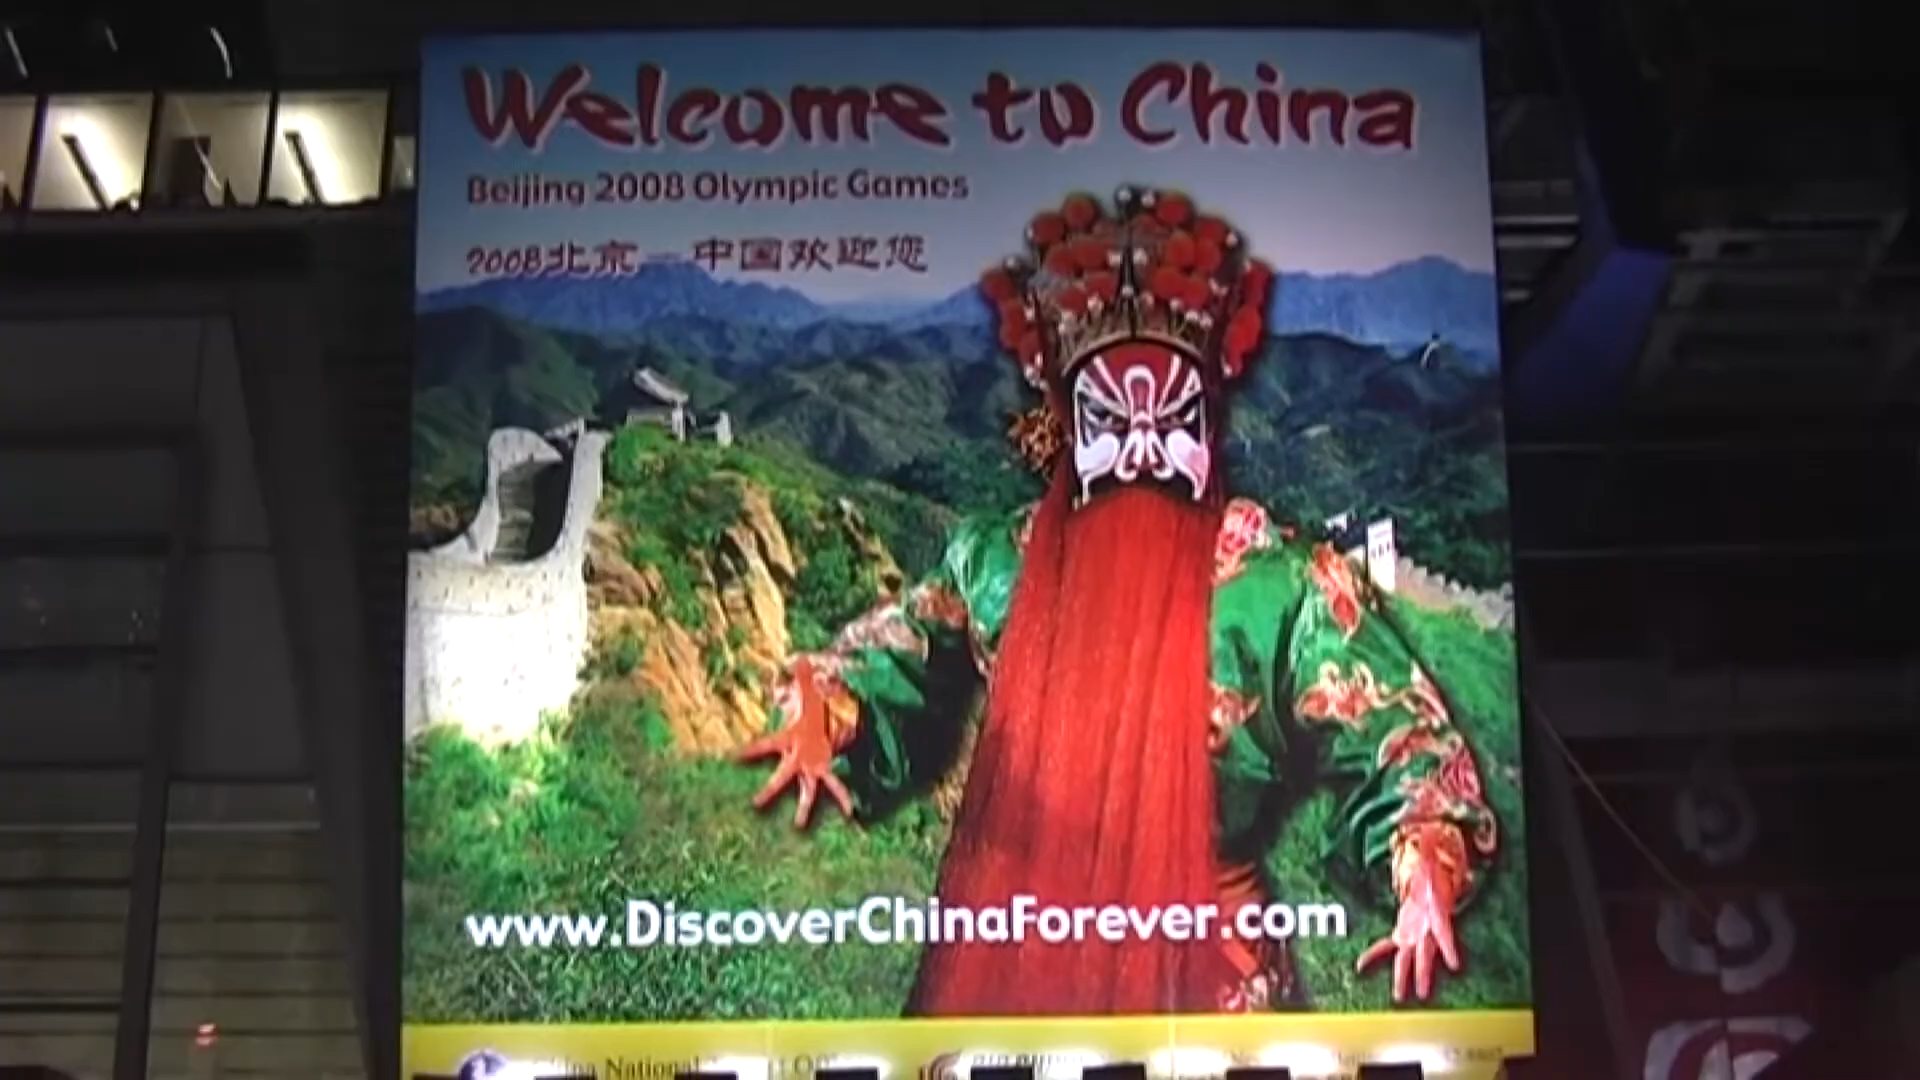 Welcome to China
Beijing 2008 Olympic Games
2008北京－中国欢迎您
www.DiscoverChinaForever.com
National